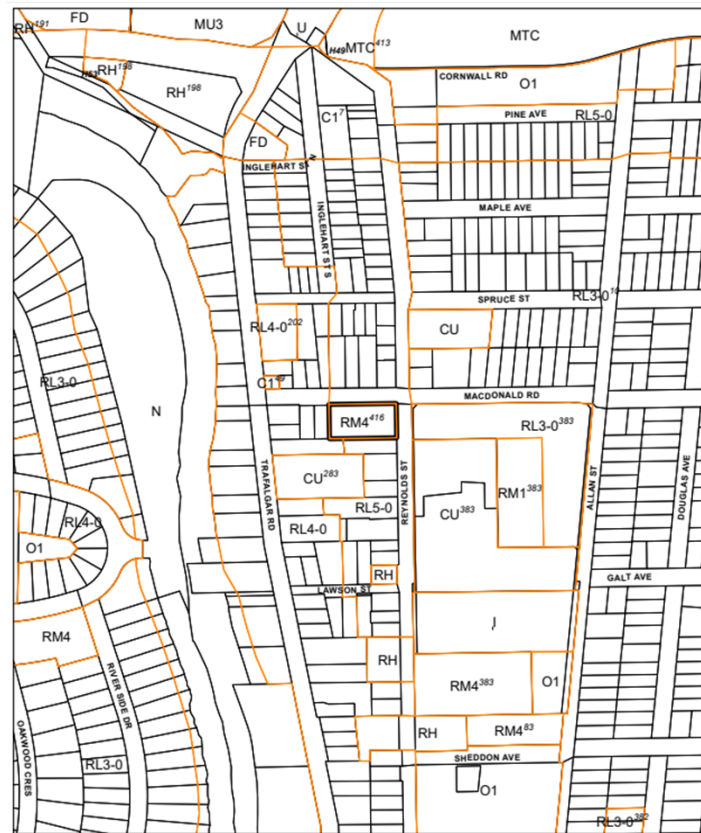 FD
MU3
U
RH191
H49
MTC413
MTC
RH198
H53
CORNWALL RD
O1
RH198
C17
PINE AVE
RL5-0
FD
INGLEHART ST N
MAPLE AVE
INGLEHART ST S
SPRUCE ST
RL3-010
RL4-0202
CU
RL3-0
C149
MACDONALD RD
N
RM4416
RL3-0383
TRAFALGAR RD
REYNOLDS ST
ALLAN ST
DOUGLAS AVE
CU283
RM1383
RL5-0
CU383
RL4-0
RL4-0
O1
RH
GALT AVE
LAWSON ST
I
RM4
RH
RM4383
O1
RIVER SIDE DR
OAKWOOD CRES
RH
RM483
RL3-0
SHEDDON AVE
O1
RL3-0382